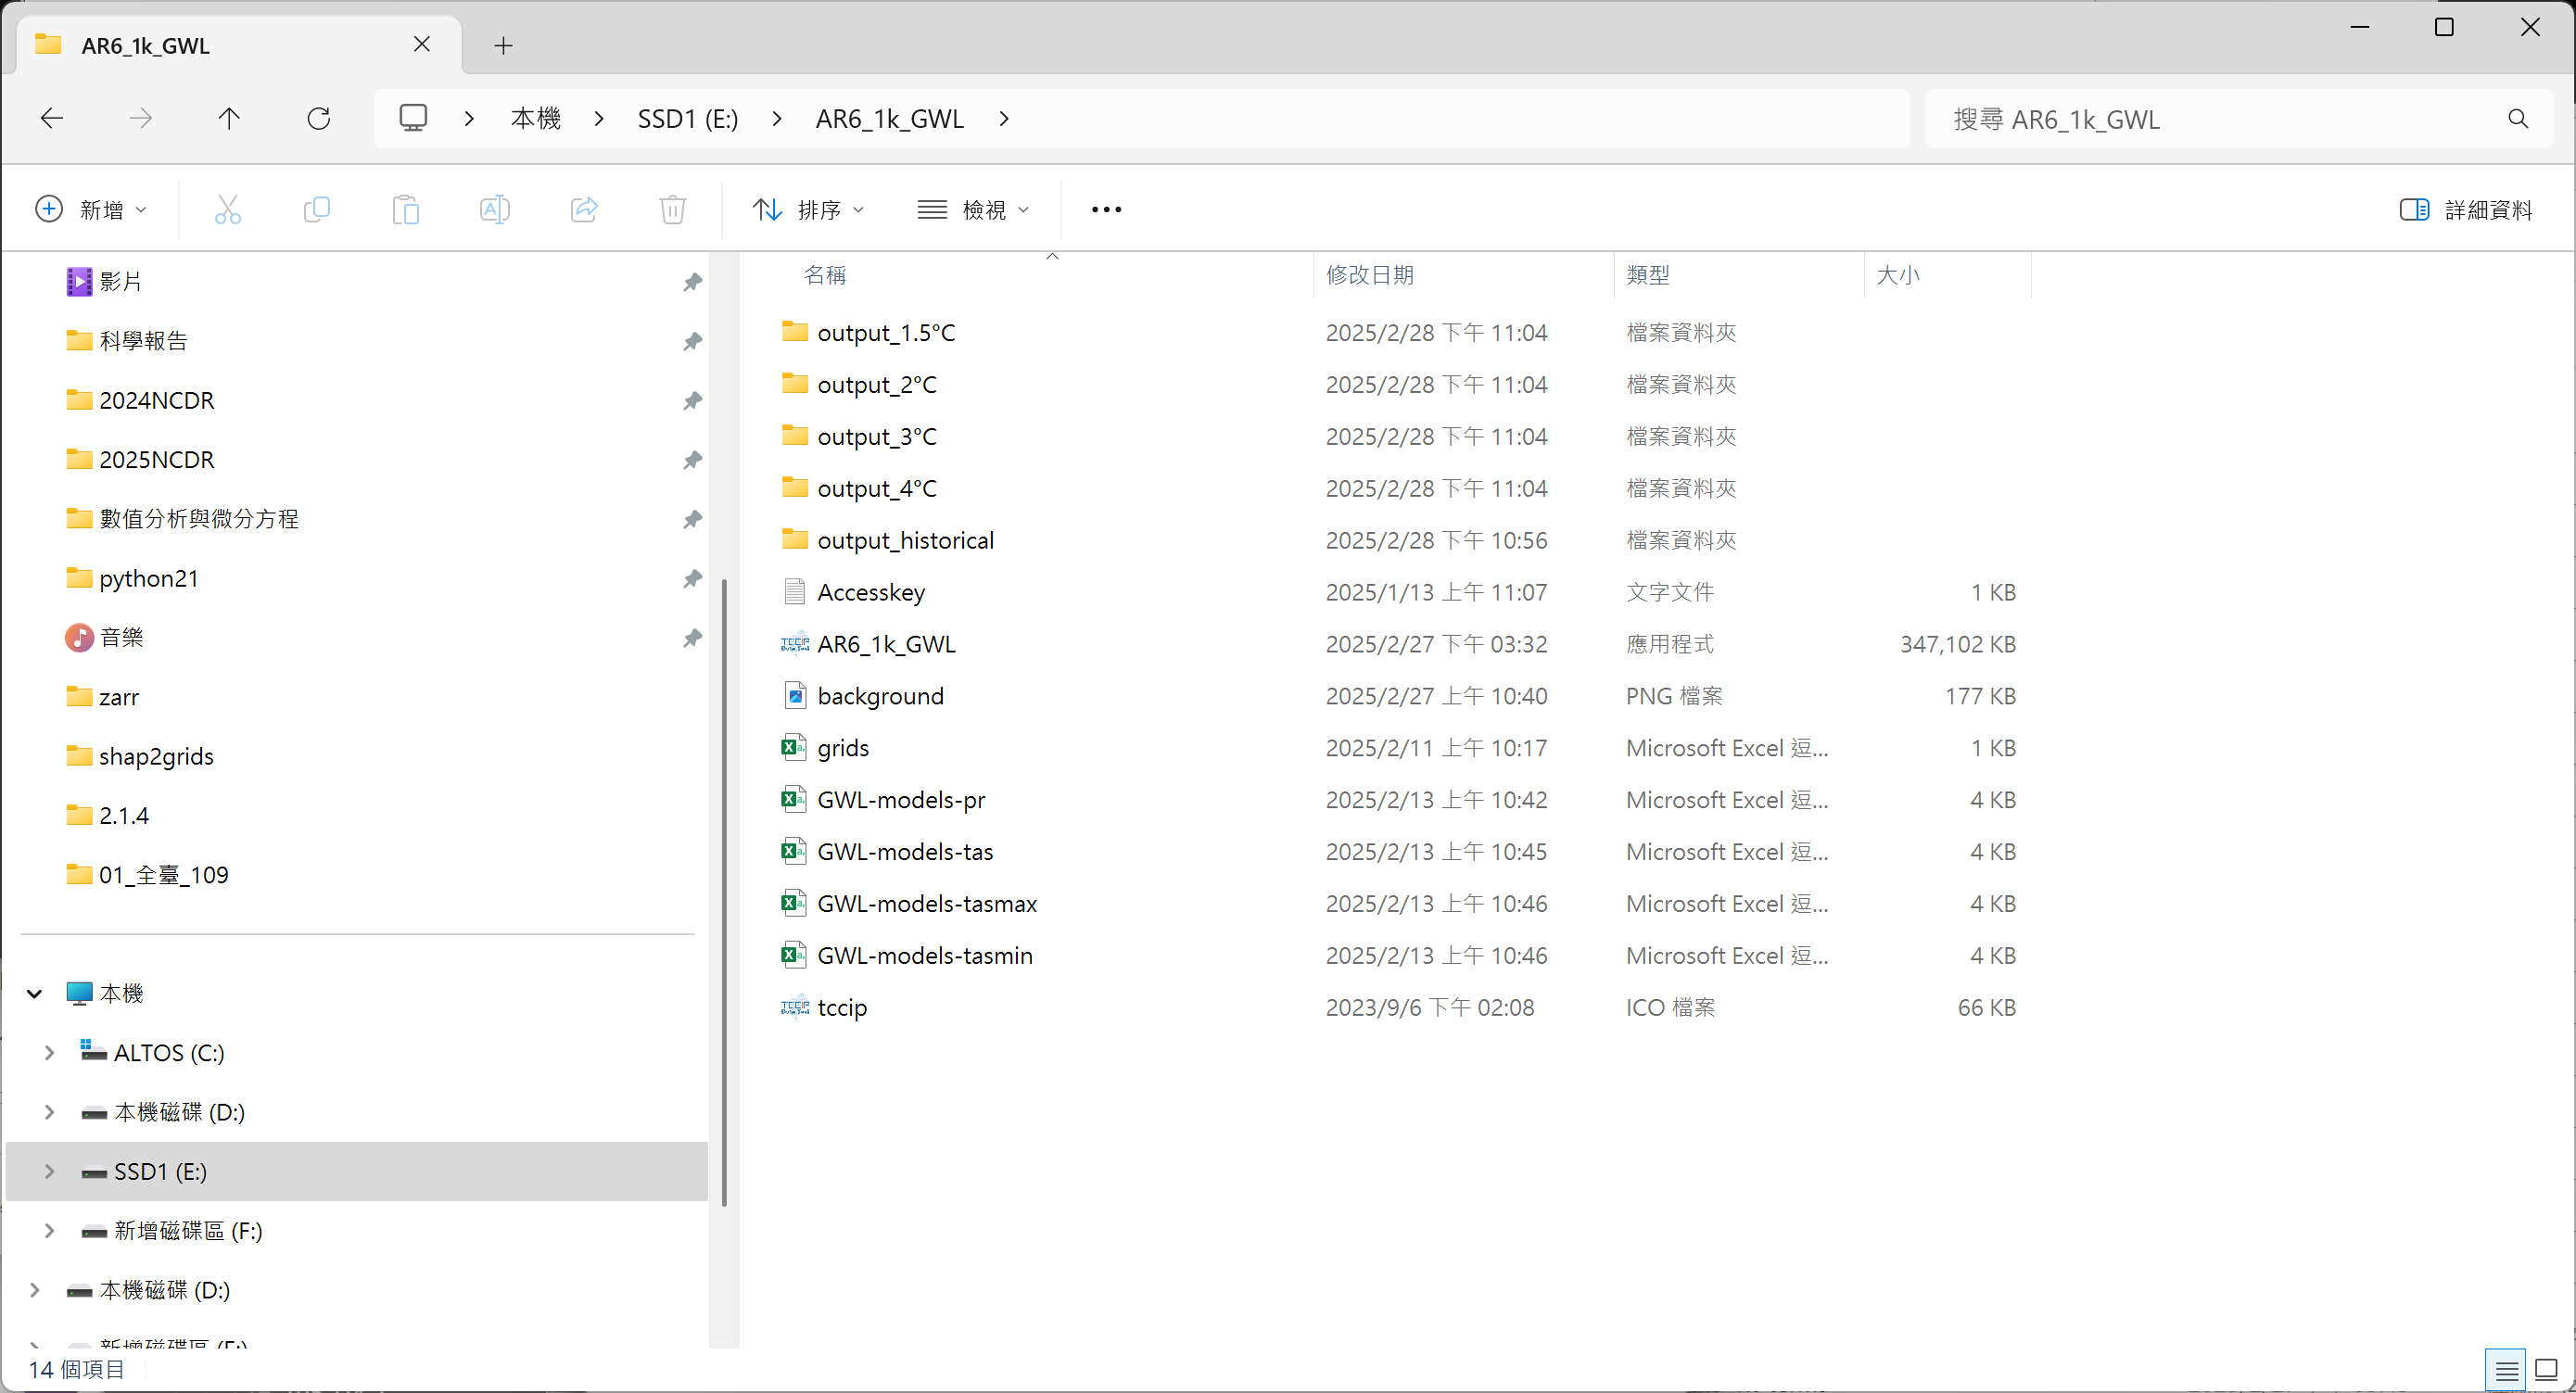 AR6_1k_GWL
本機 SSD1 (E:) AR6_1k_GWL
搜尋 AR6_1k_GWL
新增 排序 檢視 詳細資料
影片
科學報告
2024NCDR
2025NCDR
數值分析與微分方程
python21
音樂
zarr
shap2grids
2.1.4
01_全臺_109
本機
ALTOS (C:)
本機磁碟 (D:)
SSD1 (E:)
新增磁碟區 (F:)
本機磁碟 (D:)
名稱 修改日期 類型 大小
output_1.5°C 2025/2/28 下午 11:04 檔案資料夾
output_2°C 2025/2/28 下午 11:04 檔案資料夾
output_3°C 2025/2/28 下午 11:04 檔案資料夾
output_4°C 2025/2/28 下午 11:04 檔案資料夾
output_historical 2025/2/28 下午 10:56 檔案資料夾
Accesskey 2025/1/13 上午 11:07 文字文件 1 KB
AR6_1k_GWL 2025/2/27 下午 03:32 應用程式 347,102 KB
background 2025/2/27 上午 10:40 PNG 檔案 177 KB
grids 2025/2/11 上午 10:17 Microsoft Excel 逗... 1 KB
GWL-models-pr 2025/2/13 上午 10:42 Microsoft Excel 逗... 4 KB
GWL-models-tas 2025/2/13 上午 10:45 Microsoft Excel 逗... 4 KB
GWL-models-tasmax 2025/2/13 上午 10:46 Microsoft Excel 逗... 4 KB
GWL-models-tasmin 2025/2/13 上午 10:46 Microsoft Excel 逗... 4 KB
tccip 2023/9/6 下午 02:08 ICO 檔案 66 KB
14 個項目